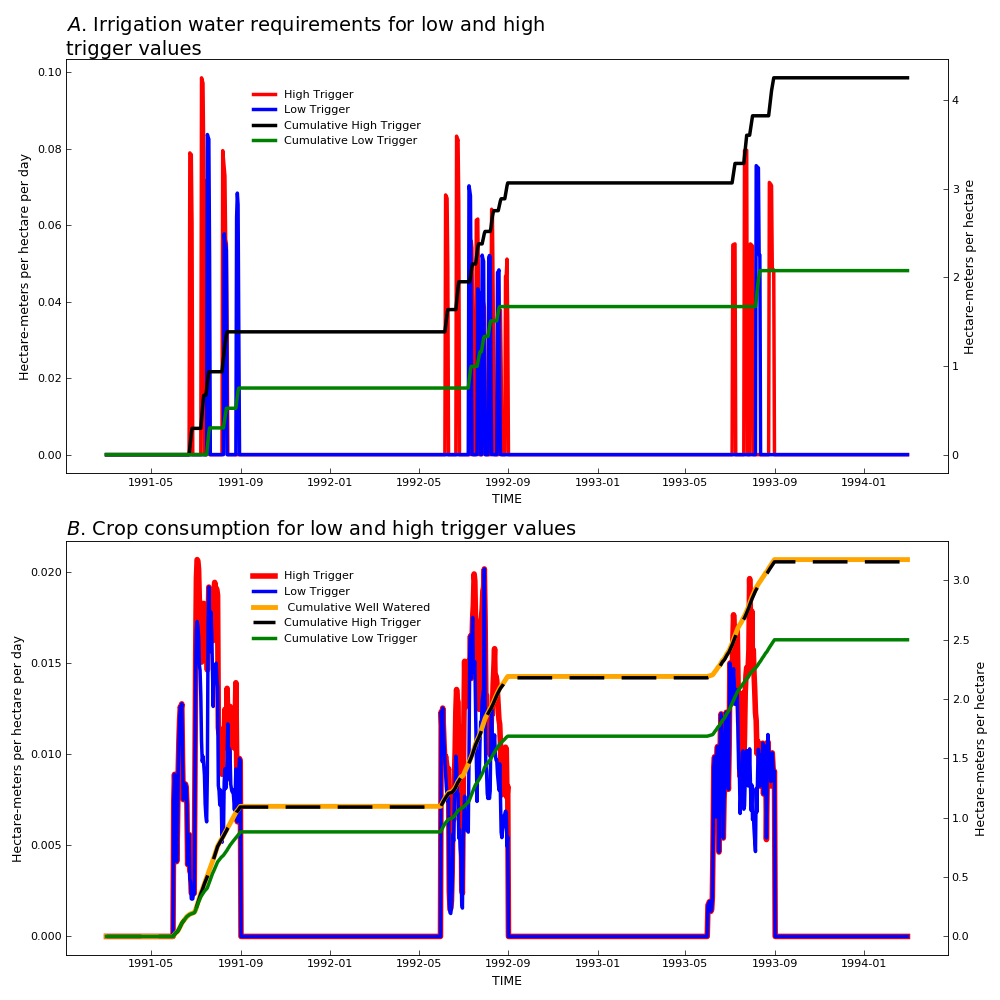 A. Irrigation water requirements for low and high
trigger values
0.10
0.08
0.06
0.04
0.02
0.00
Hectare-meters per hectare per day
High Trigger
Low Trigger
Cumulative High Trigger
Cumulative Low Trigger
4
3
2
1
0
Hectare-meters per hectare
1991-05 1991-09 1992-01 1992-05 1992-09 1993-01 1993-05 1993-09 1994-01
TIME
B. Crop consumption for low and high trigger values
0.020
0.015
0.010
0.005
0.000
Hectare-meters per hectare per day
High Trigger
Low Trigger
Cumulative Well Watered
Cumulative High Trigger
Cumulative Low Trigger
3.0
2.5
2.0
1.5
1.0
0.5
0.0
Hectare-meters per hectare
1991-05 1991-09 1992-01 1992-05 1992-09 1993-01 1993-05 1993-09 1994-01
TIME